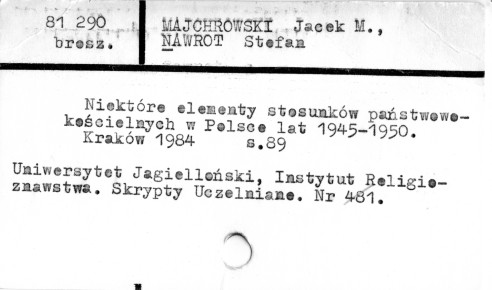 81 290
brosz.
MAJCHROWSKI Jacek M.,
NAWROT Stefan
Niektóre elementy stosunków państwowo-
kościelnych w Polsce lat 1945-1950.
Kraków 1984 s.89
Uniwersytet Jagielloński, Instytut Religio-
znawstwa. Skrypty Uczelniane. Nr 481.